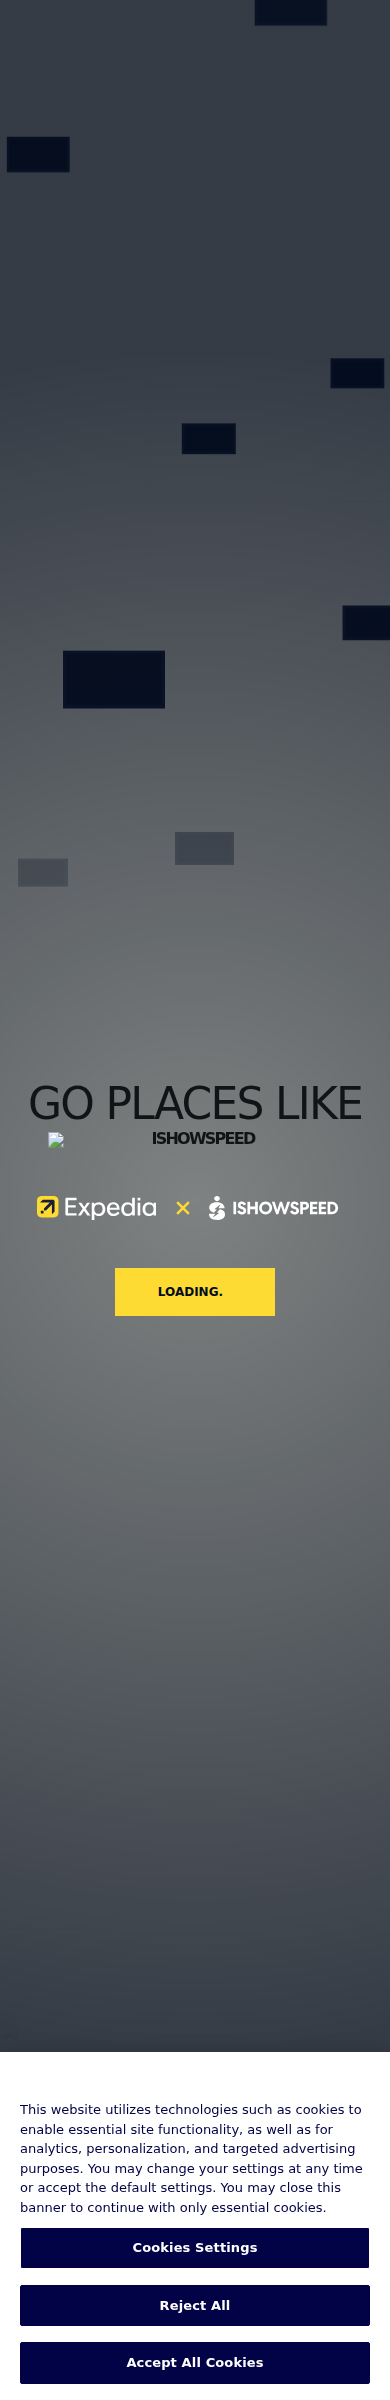 GO PLACES LIKE
ISHOWSPEED
Expedia × ISHOWSPEED
LOADING.
This website utilizes technologies such as cookies to
enable essential site functionality, as well as for
analytics, personalization, and targeted advertising
purposes. You may change your settings at any time
or accept the default settings. You may close this
banner to continue with only essential cookies.
Cookies Settings
Reject All
Accept All Cookies